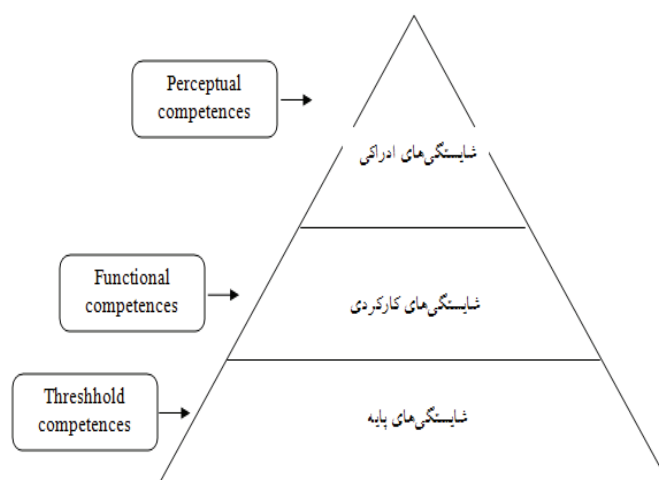 Perceptual
competences
شایستگی‌های ادراکی
Functional
competences
شایستگی‌های کارکردی
Threshhold
competences
شایستگی‌های پایه